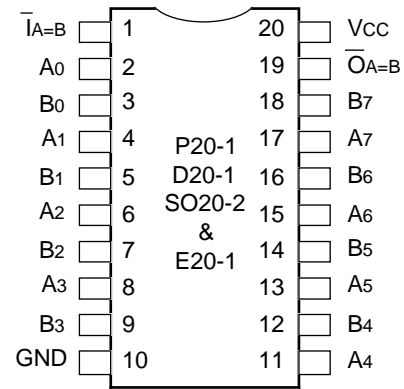 I̅A=B 1 20 VCC
A0 2 19 O̅A=B
B0 3 18 B7
A1 4 17 A7
P20-1
B1 5 D20-1 16 B6
A2 6 SO20-2 15 A6
&
B2 7 14 B5
E20-1
A3 8 13 A5
B3 9 12 B4
GND 10 11 A4